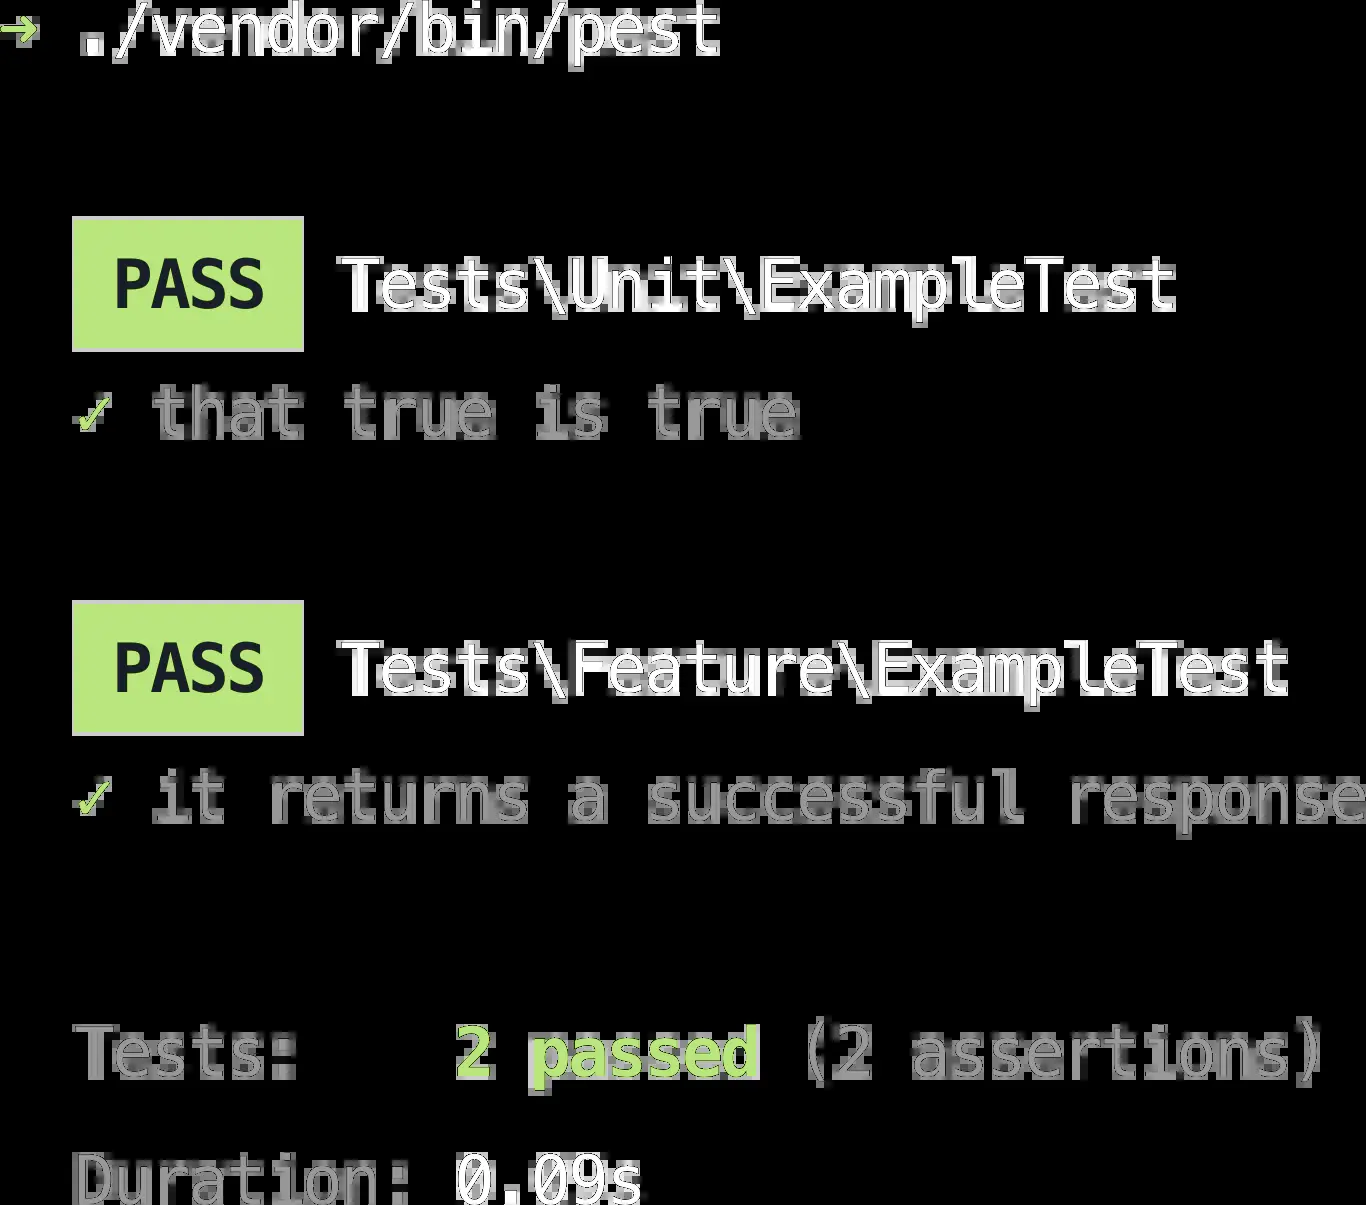 ➜ ./vendor/bin/pest
PASS Tests\Unit\ExampleTest
✓ that true is true
PASS Tests\Feature\ExampleTest
✓ it returns a successful response
Tests: 2 passed (2 assertions)
Duration: 0.09s